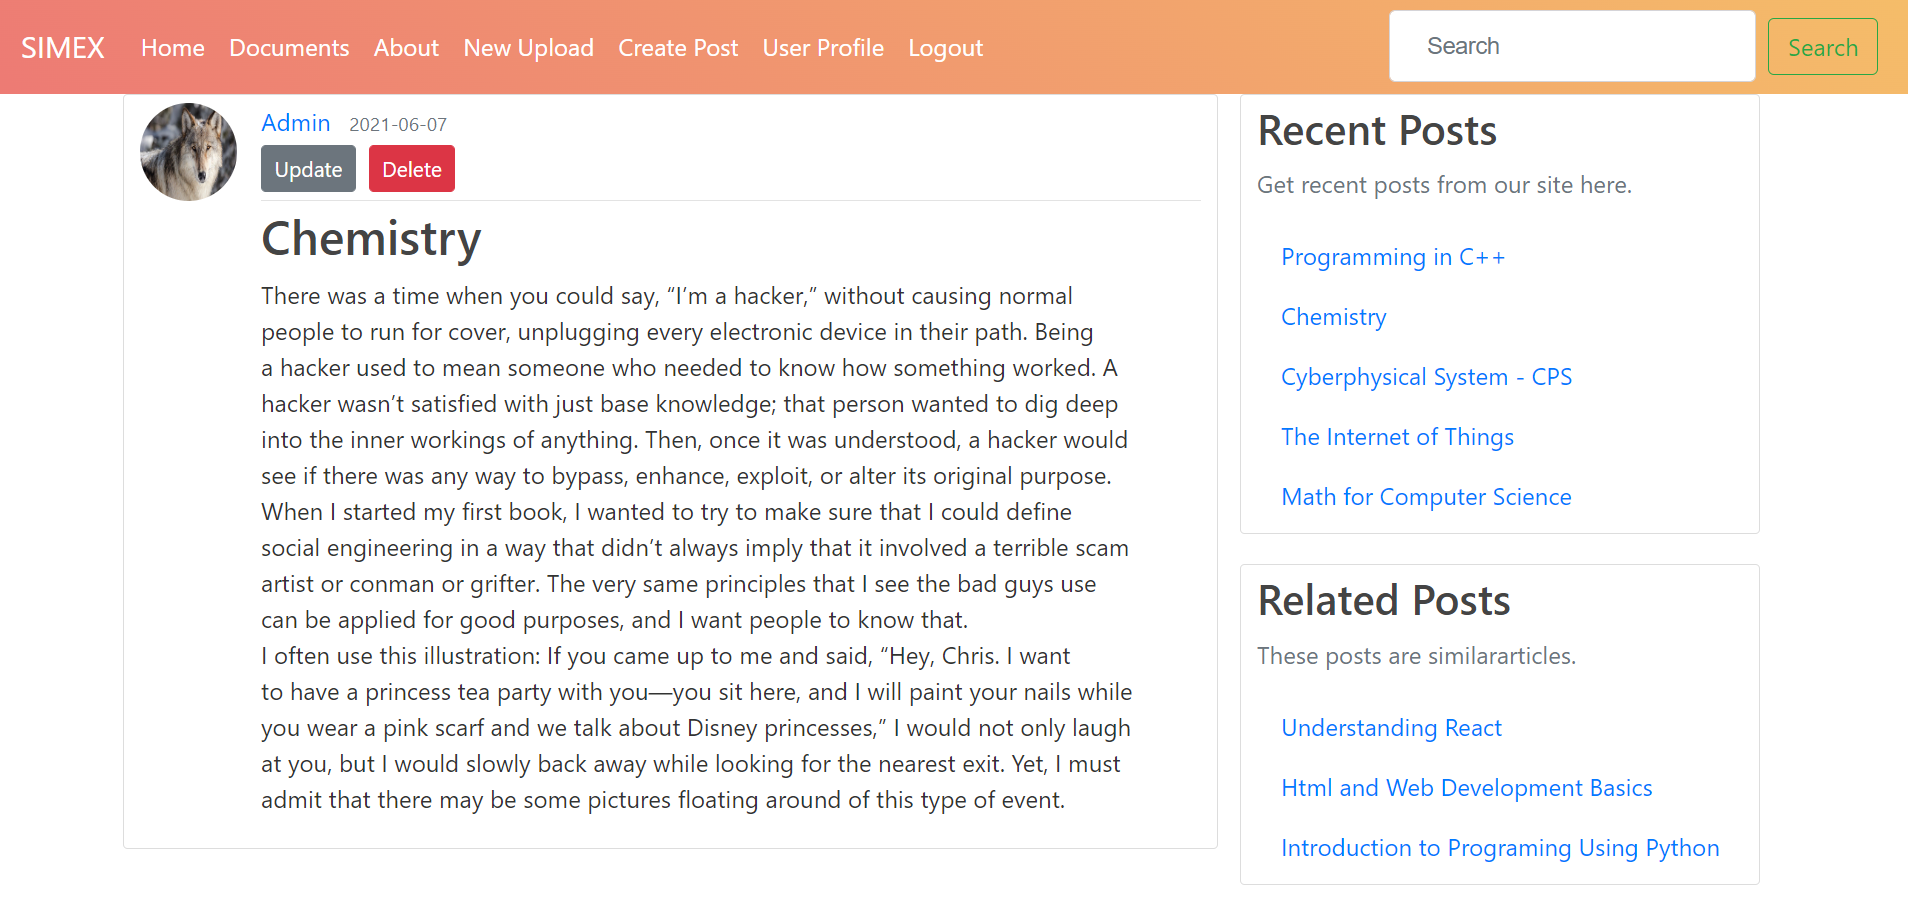 SIMEX Home Documents About New Upload Create Post User Profile Logout Search Search
Admin 2021-06-07
Update Delete
Chemistry
There was a time when you could say, “I’m a hacker,” without causing normal
people to run for cover, unplugging every electronic device in their path. Being
a hacker used to mean someone who needed to know how something worked. A
hacker wasn’t satisfied with just base knowledge; that person wanted to dig deep
into the inner workings of anything. Then, once it was understood, a hacker would
see if there was any way to bypass, enhance, exploit, or alter its original purpose.
When I started my first book, I wanted to try to make sure that I could define
social engineering in a way that didn’t always imply that it involved a terrible scam
artist or conman or grifter. The very same principles that I see the bad guys use
can be applied for good purposes, and I want people to know that.
I often use this illustration: If you came up to me and said, “Hey, Chris. I want
to have a princess tea party with you—you sit here, and I will paint your nails while
you wear a pink scarf and we talk about Disney princesses,” I would not only laugh
at you, but I would slowly back away while looking for the nearest exit. Yet, I must
admit that there may be some pictures floating around of this type of event.
Recent Posts
Get recent posts from our site here.
Programming in C++
Chemistry
Cyberphysical System - CPS
The Internet of Things
Math for Computer Science
Related Posts
These posts are similararticles.
Understanding React
Html and Web Development Basics
Introduction to Programing Using Python